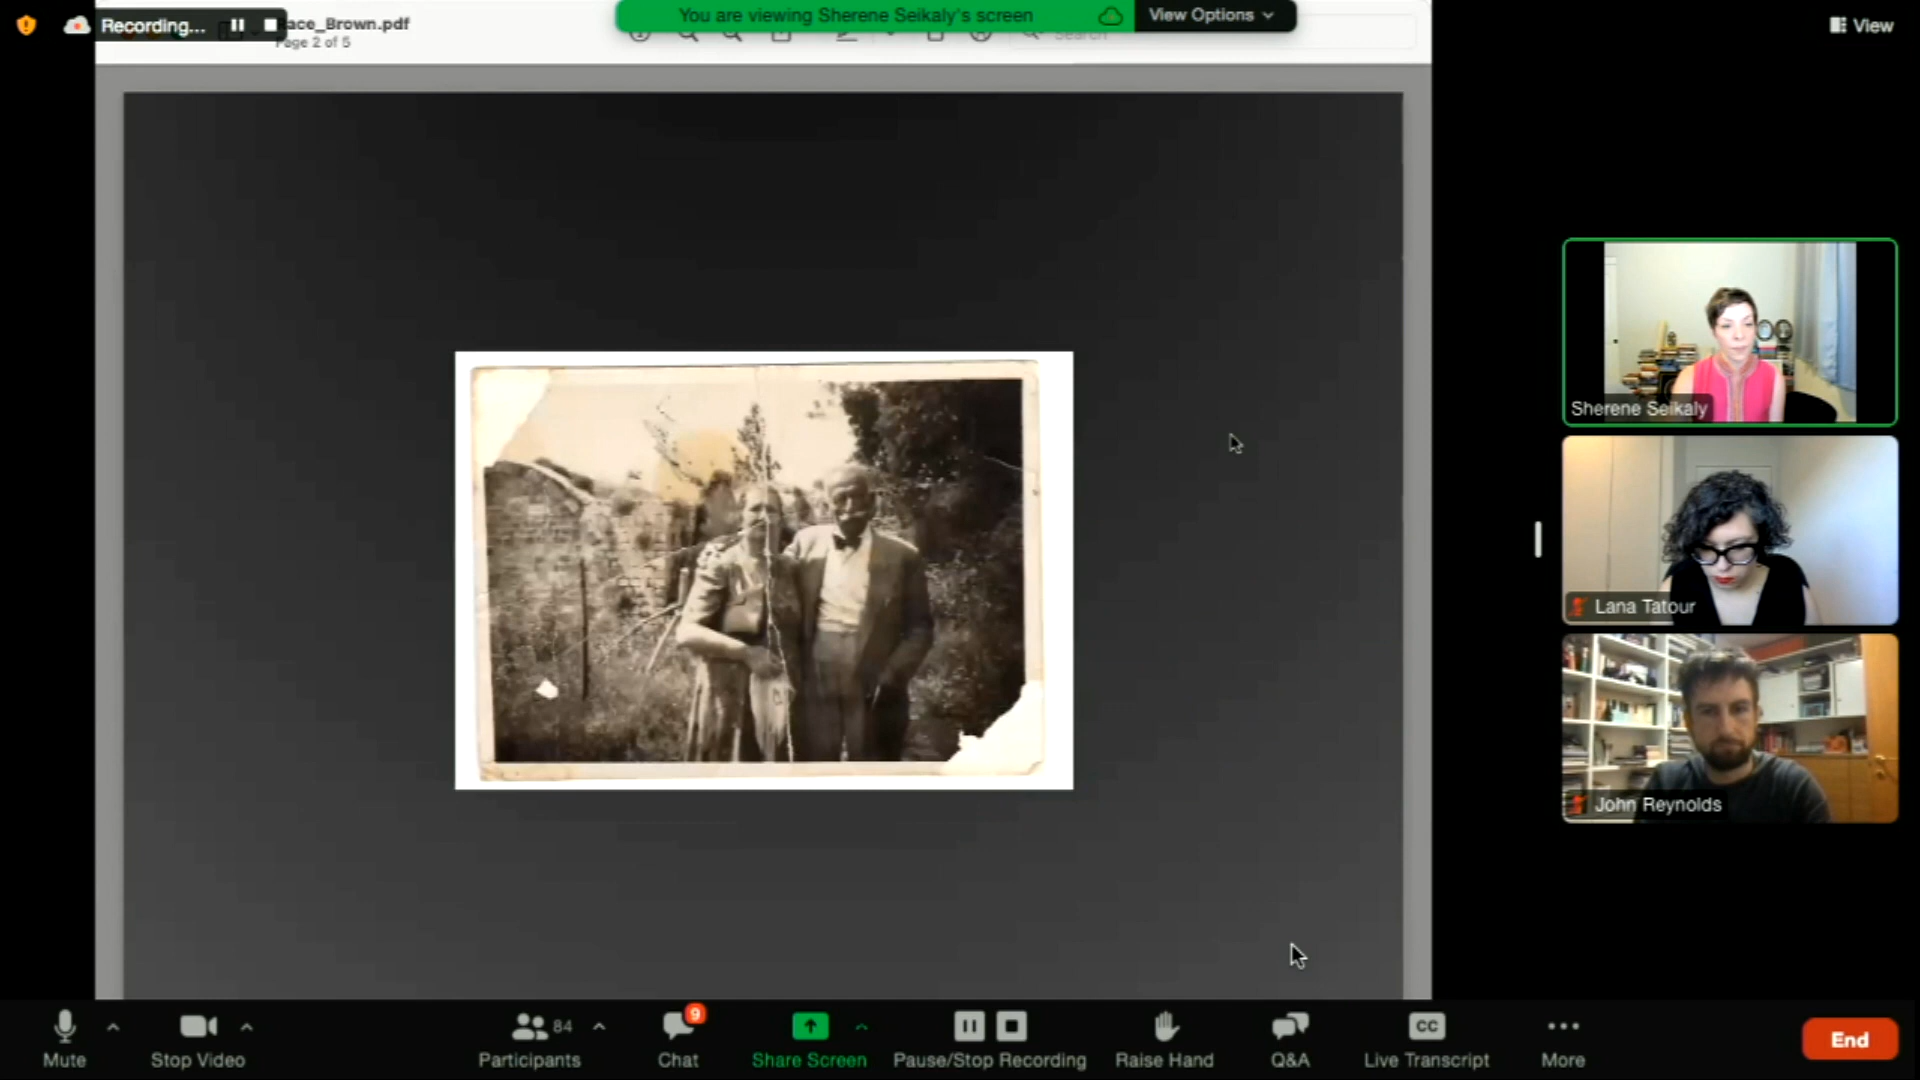 Recording...
ace_Brown.pdf
Page 2 of 5
You are viewing Sherene Seikaly's screen
View Options
Search
View
Sherene Seikaly
Lana Tatour
John Reynolds
Mute
Stop Video
84
Participants
9
Chat
Share Screen
Pause/Stop Recording
Raise Hand
Q&A
CC
Live Transcript
More
End